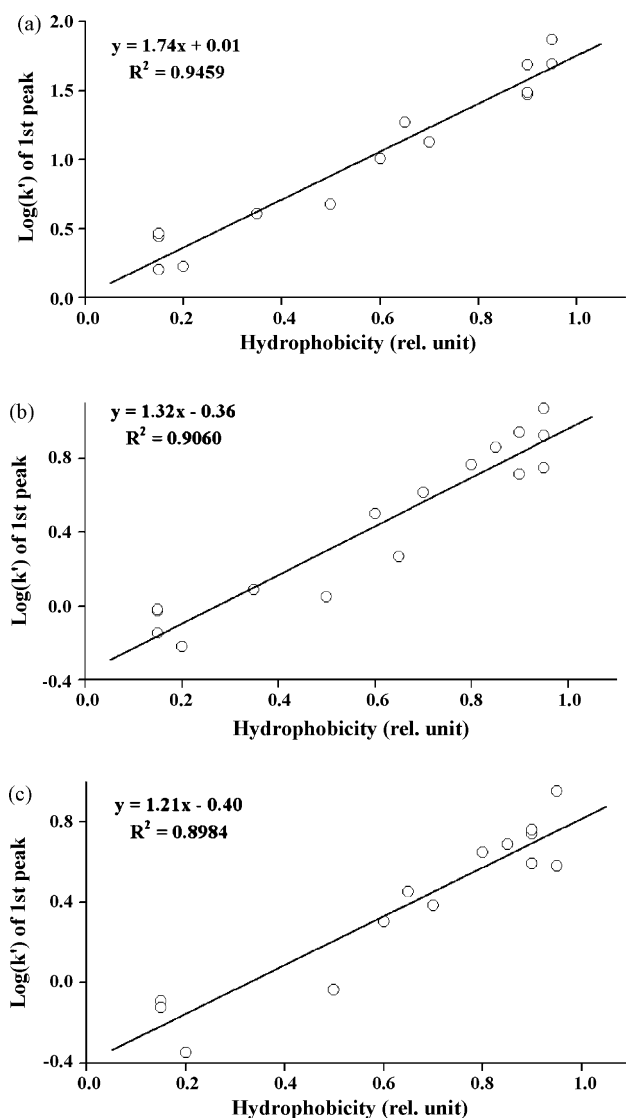 (a)
2.0
y = 1.74x + 0.01
R² = 0.9459
1.5
1.0
0.5
0.0
Log(k') of 1st peak
0.0 0.2 0.4 0.6 0.8 1.0
Hydrophobicity (rel. unit)
(b)
y = 1.32x - 0.36
R² = 0.9060
0.8
0.4
0.0
-0.4
Log(k') of 1st peak
0.0 0.2 0.4 0.6 0.8 1.0
Hydrophobicity (rel. unit)
(c)
y = 1.21x - 0.40
R² = 0.8984
0.8
0.4
0.0
-0.4
Log(k') of 1st peak
0.0 0.2 0.4 0.6 0.8 1.0
Hydrophobicity (rel. unit)